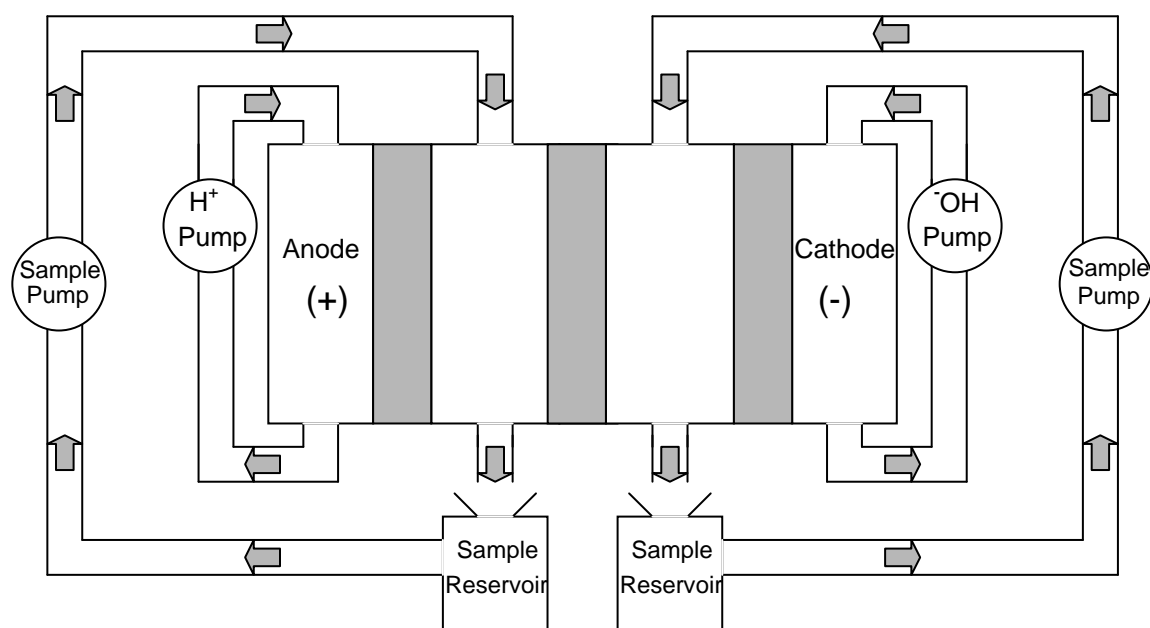 H⁺
Pump
Anode
(+)
Cathode
(-)
⁻OH
Pump
Sample
Pump
Sample
Pump
Sample
Reservoir
Sample
Reservoir